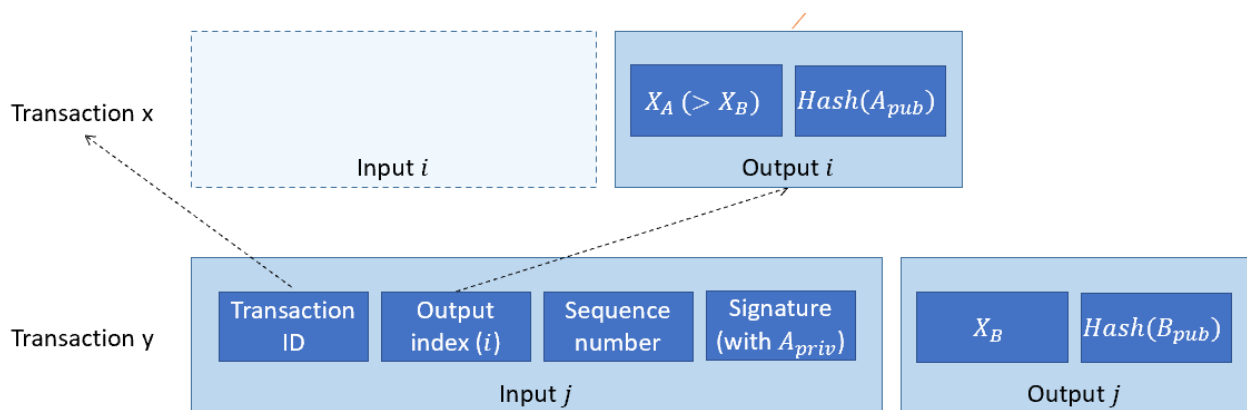 Transaction x
Input i
X_A (> X_B)
Hash(A_pub)
Output i
Transaction y
Transaction
ID
Output
index (i)
Sequence
number
Signature
(with A_priv)
Input j
X_B
Hash(B_pub)
Output j